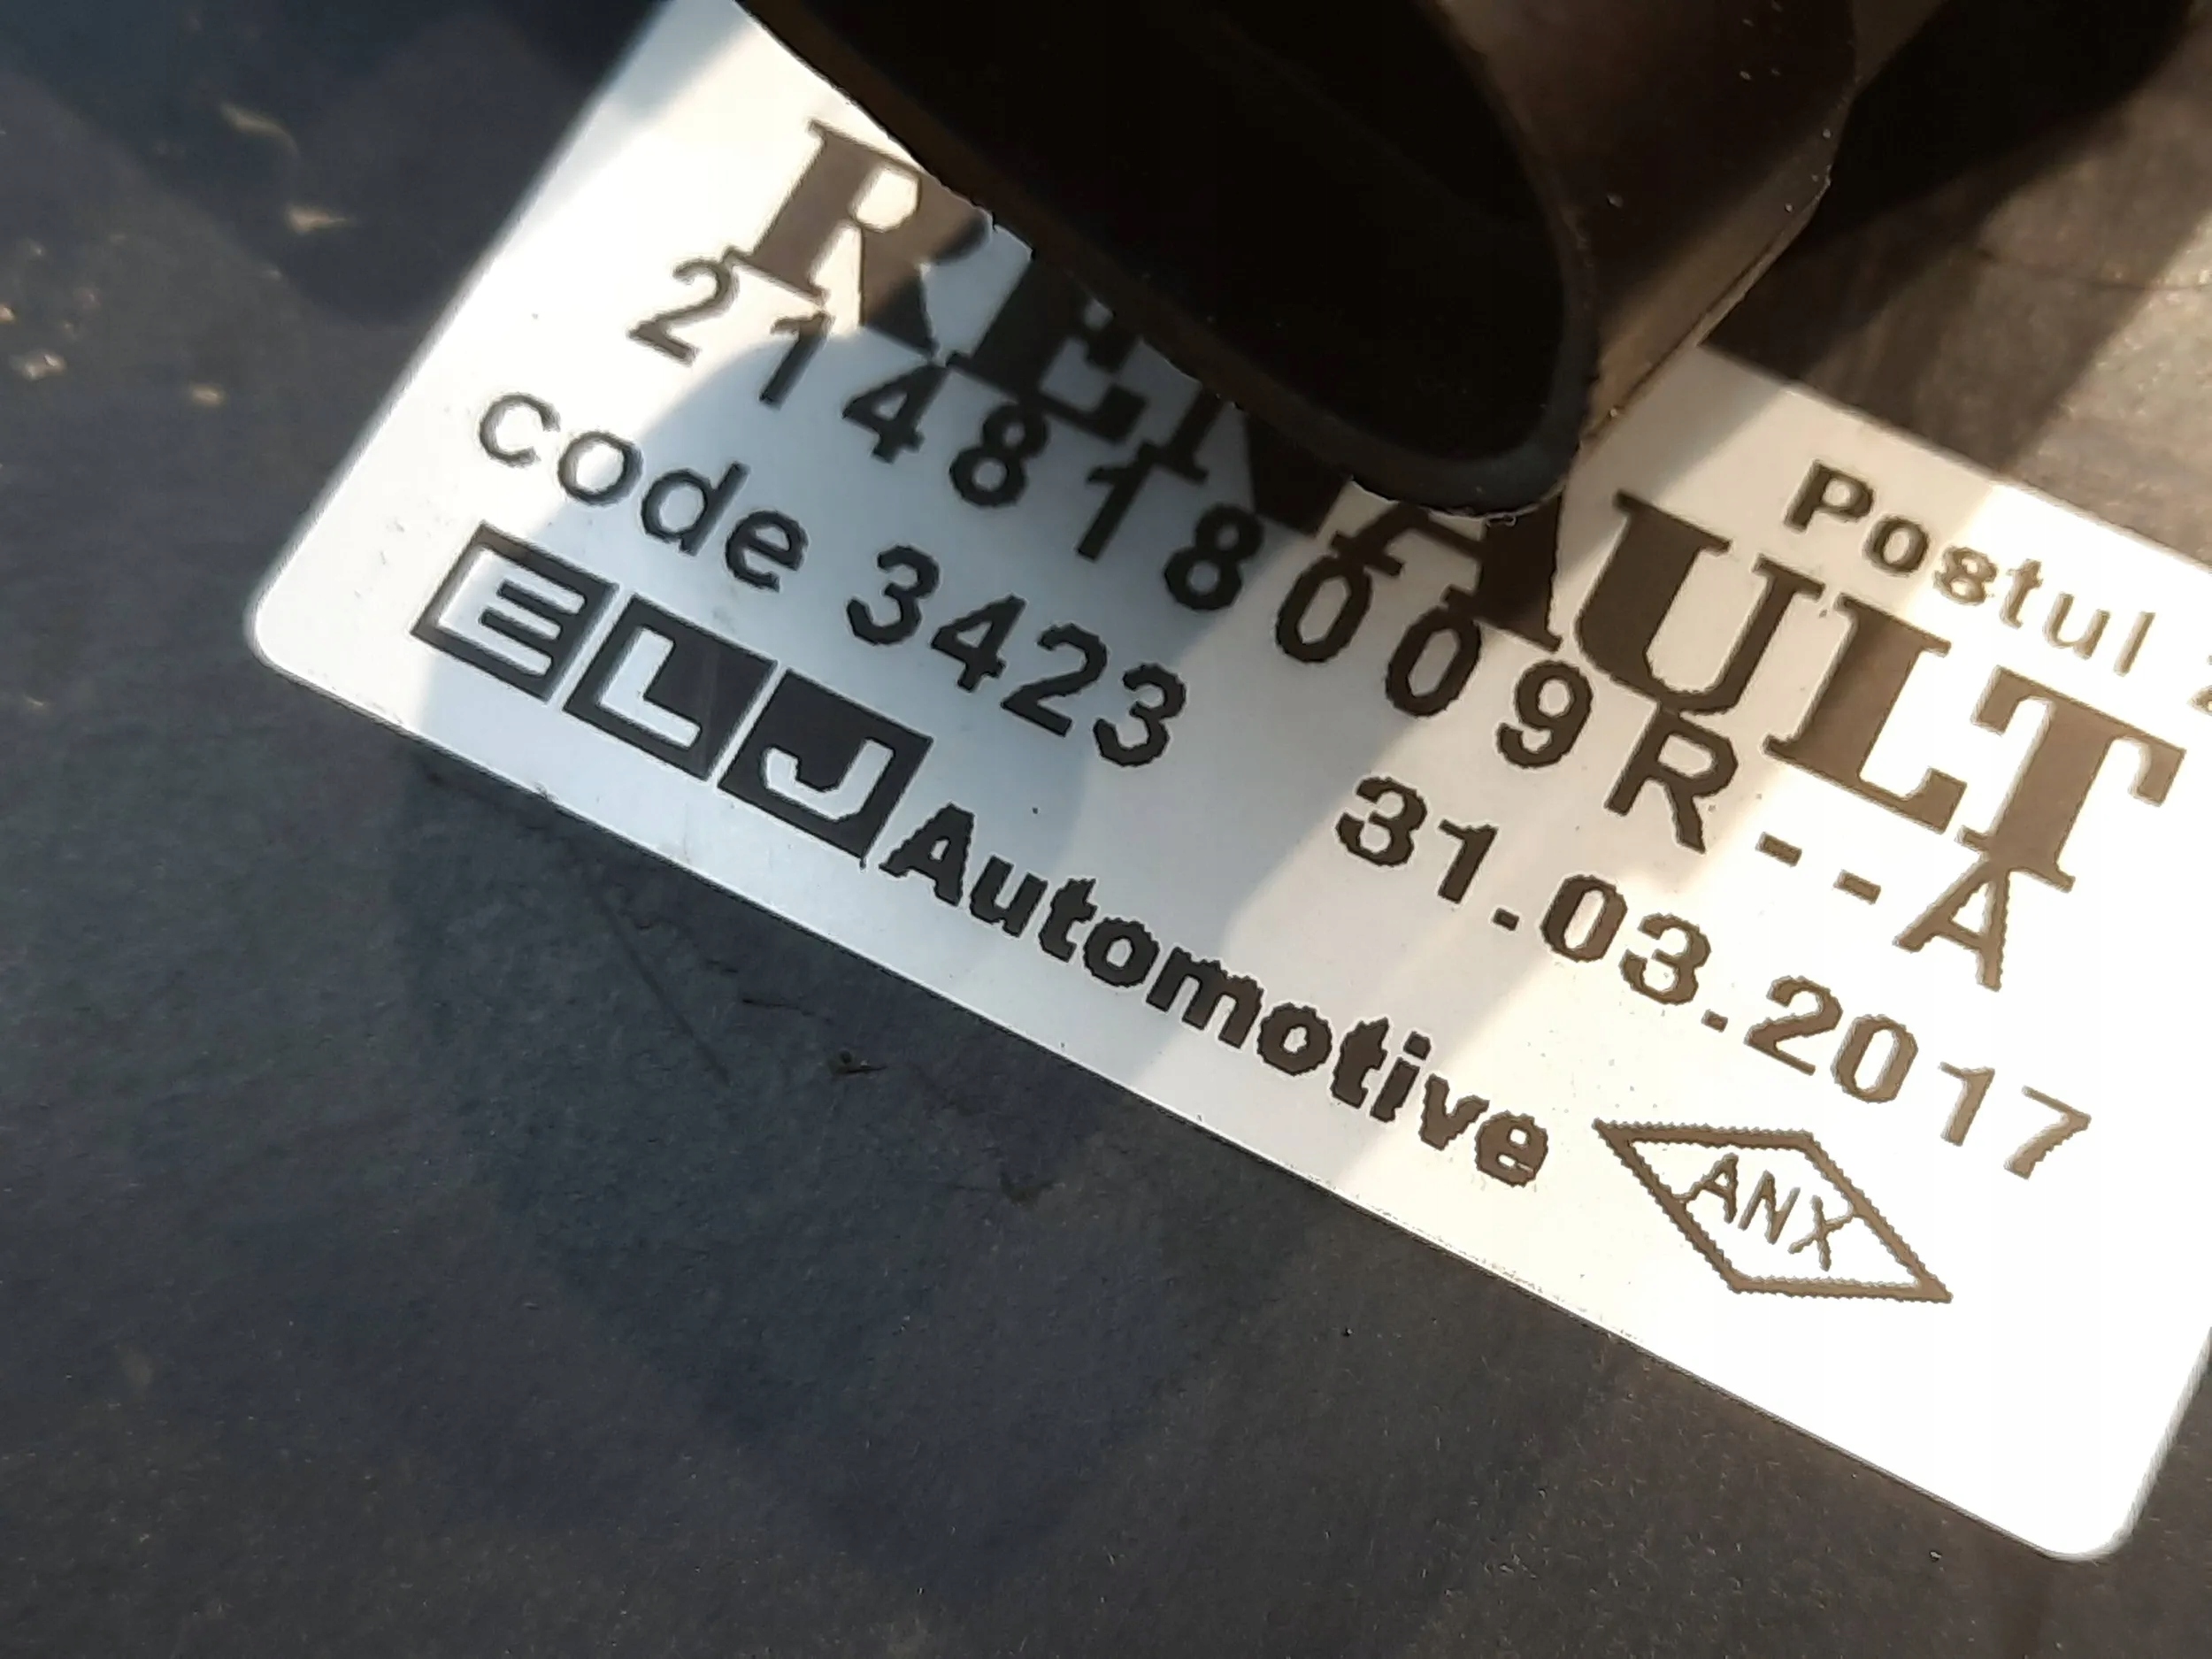 Postul
RENAULT
214818009R--A
code 3423 31.03.2017
ELJ Automotive ANX